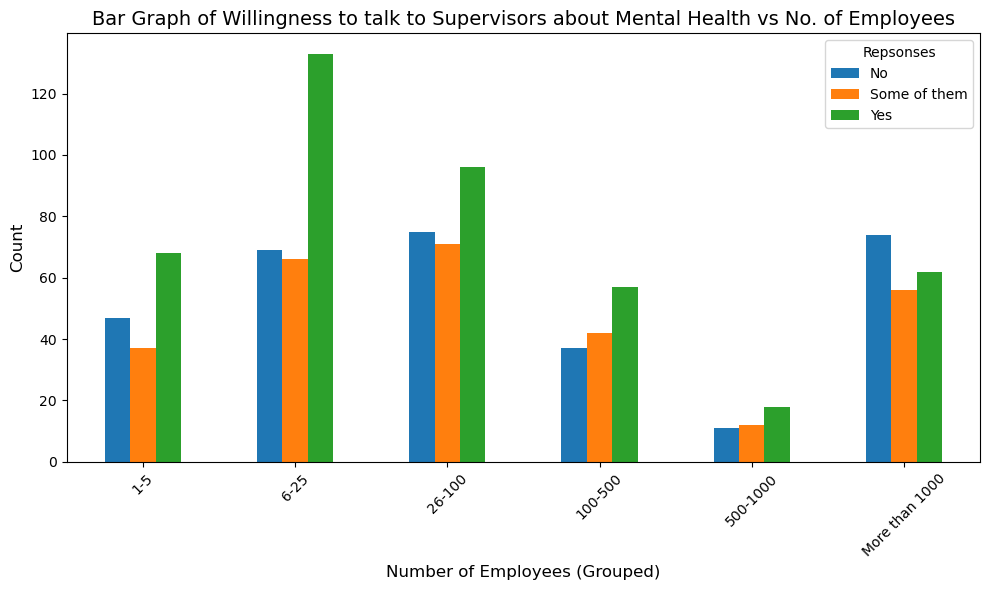 Bar Graph of Willingness to talk to Supervisors about Mental Health vs No. of Employees
Repsonses
No
Some of them
Yes
Count
120
100
80
60
40
20
0
1-5
6-25
26-100
100-500
500-1000
More than 1000
Number of Employees (Grouped)